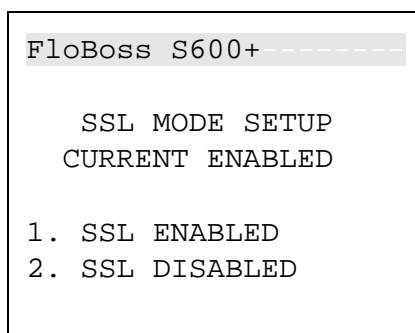 FloBoss S600+--------
SSL MODE SETUP
CURRENT ENABLED
1. SSL ENABLED
2. SSL DISABLED